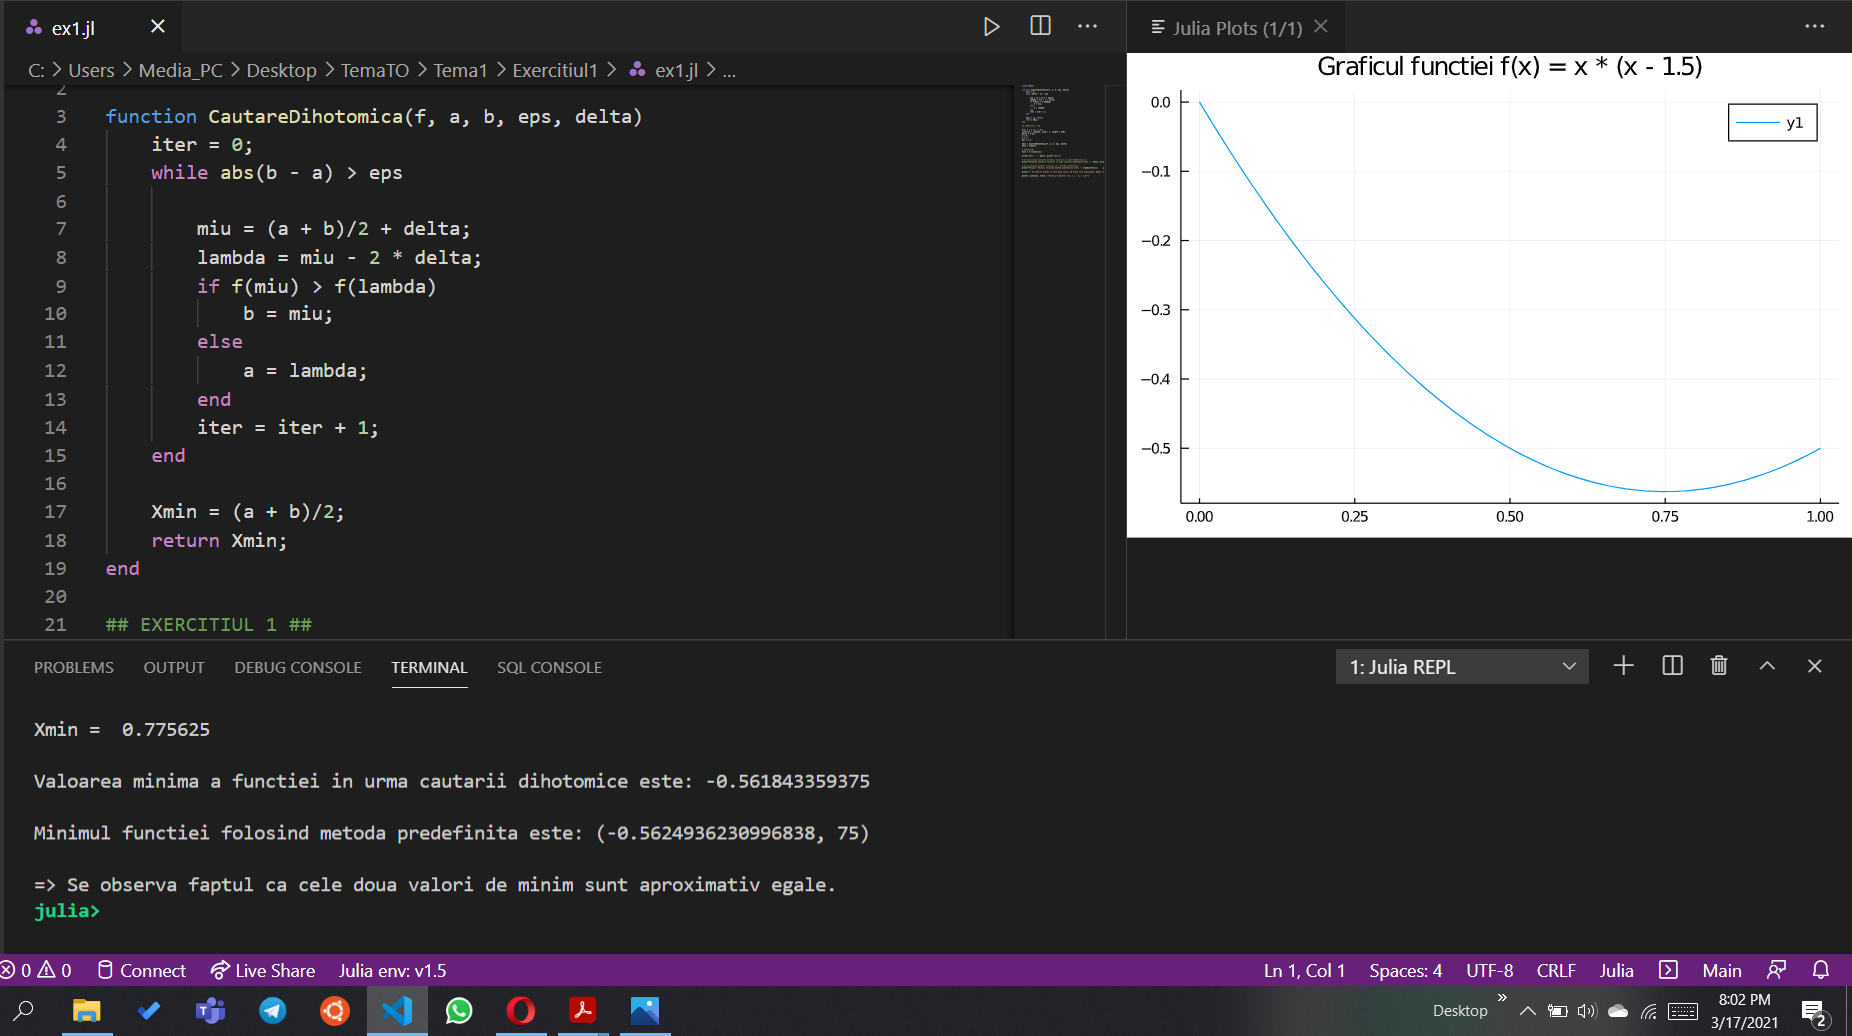 ex1.jl
Julia Plots (1/1)
C: > Users > Media_PC > Desktop > TemaTO > Tema1 > Exercitiul1 > ex1.jl > ...
2
3 function CautareDihotomica(f, a, b, eps, delta)
4 iter = 0;
5 while abs(b - a) > eps
6
7 miu = (a + b)/2 + delta;
8 lambda = miu - 2 * delta;
9 if f(miu) > f(lambda)
10 b = miu;
11 else
12 a = lambda;
13 end
14 iter = iter + 1;
15 end
16
17 Xmin = (a + b)/2;
18 return Xmin;
19 end
20
21 ## EXERCITIUL 1 ##
Graficul functiei f(x) = x * (x - 1.5)
y1
0.0
−0.1
−0.2
−0.3
−0.4
−0.5
0.00 0.25 0.50 0.75 1.00
PROBLEMS OUTPUT DEBUG CONSOLE TERMINAL SQL CONSOLE
1: Julia REPL
Xmin =  0.775625
Valoarea minima a functiei in urma cautarii dihotomice este: -0.561843359375
Minimul functiei folosind metoda predefinita este: (-0.5624936230996838, 75)
=> Se observa faptul ca cele doua valori de minim sunt aproximativ egale.
julia>
0 0 Connect Live Share Julia env: v1.5
Ln 1, Col 1 Spaces: 4 UTF-8 CRLF Julia Main
Desktop
8:02 PM
3/17/2021
2